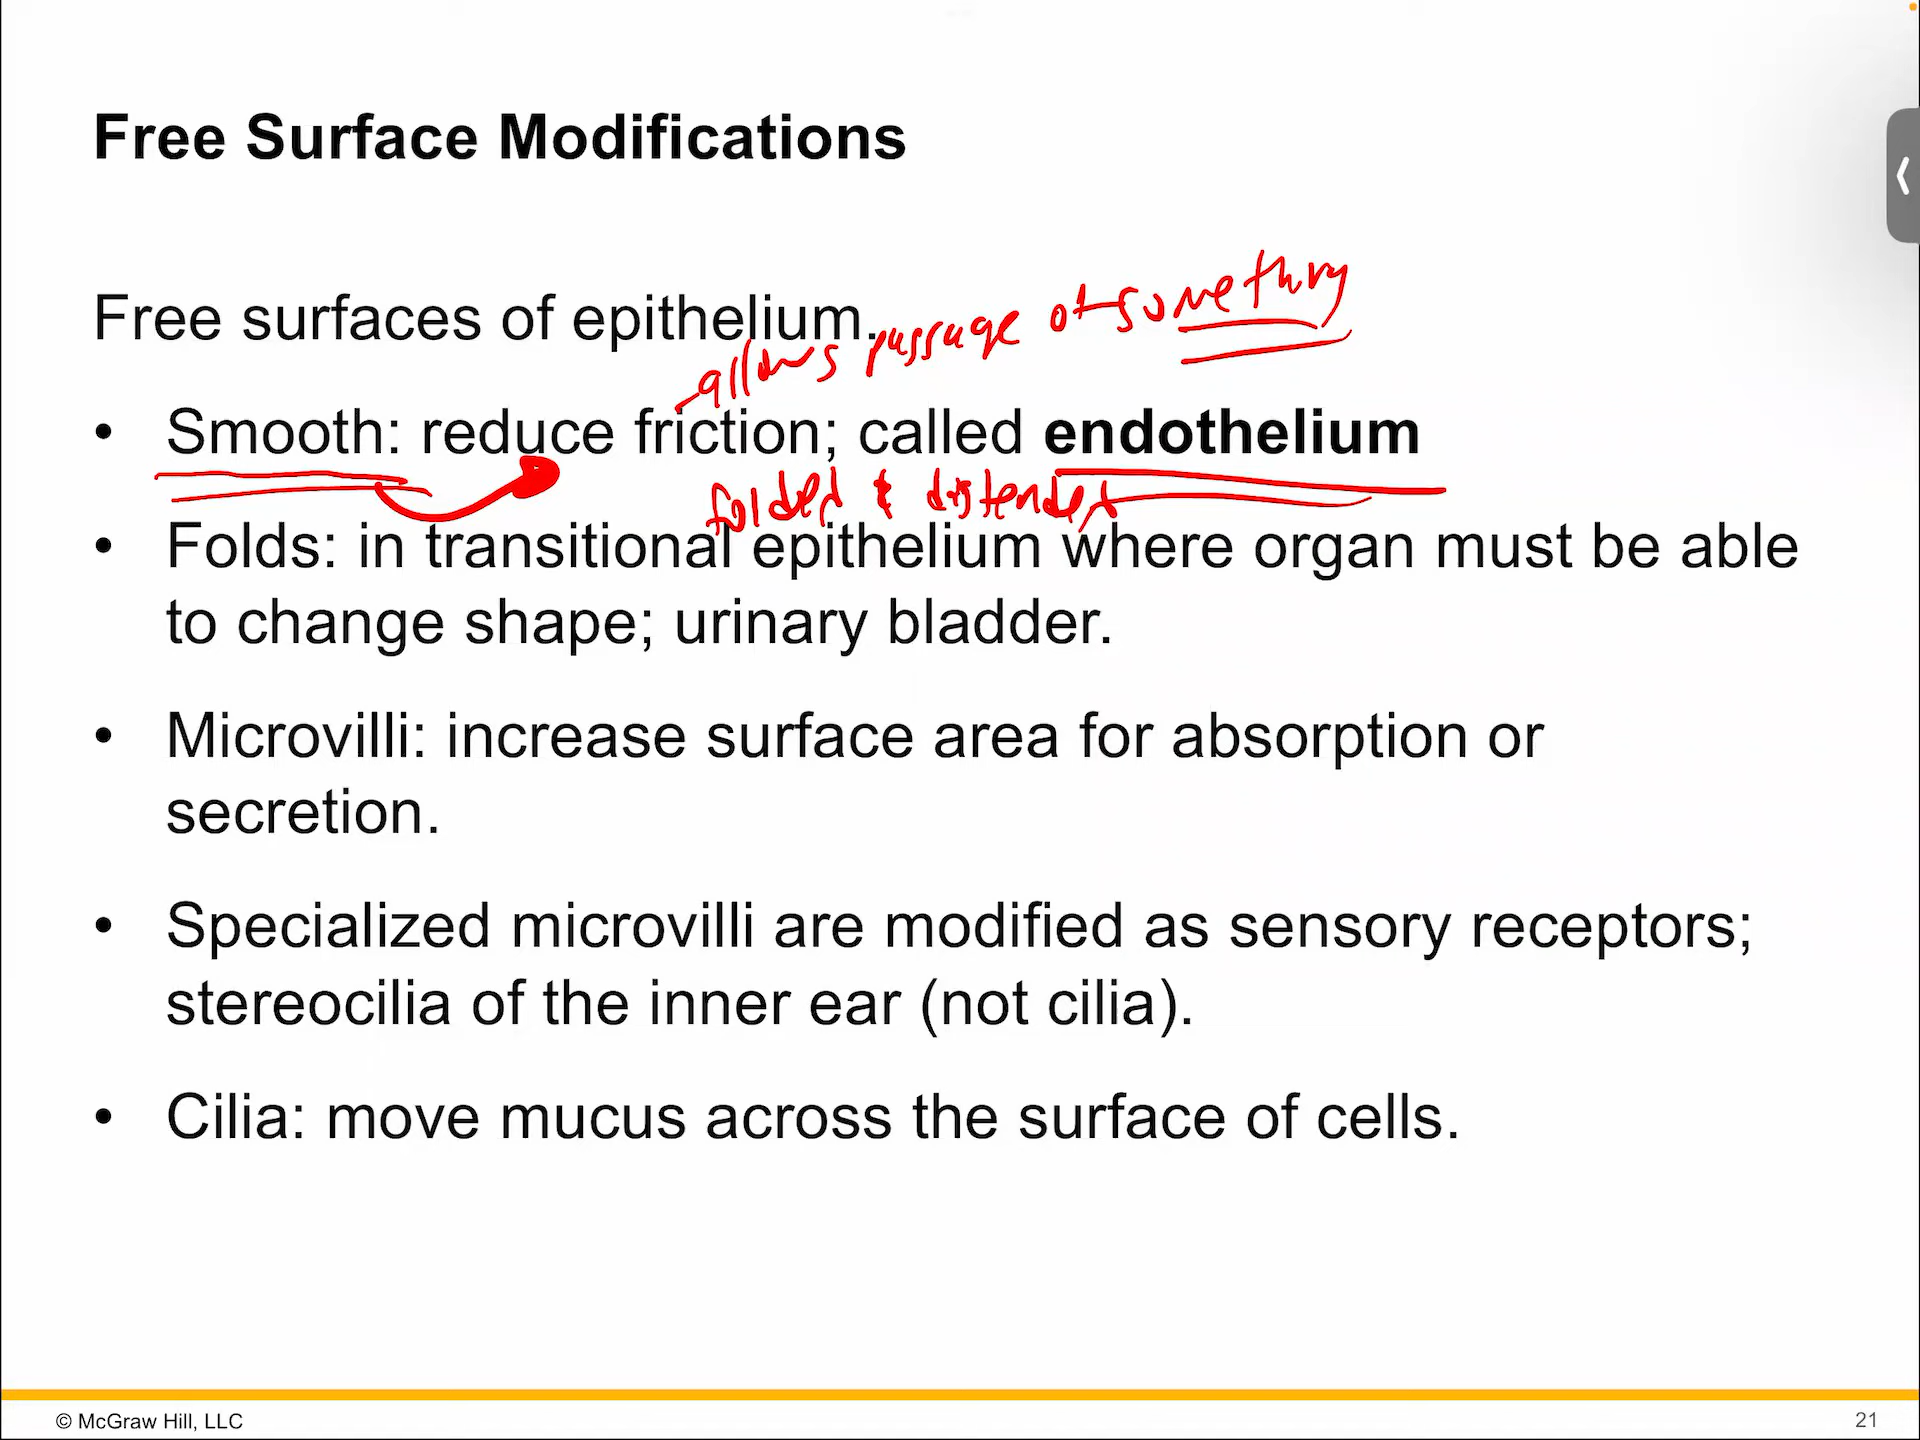 Free Surface Modifications
Free surfaces of epithelium.
-allows passage of something
• Smooth: reduce friction; called endothelium
folded & distended
• Folds: in transitional epithelium where organ must be able
to change shape; urinary bladder.
• Microvilli: increase surface area for absorption or
secretion.
• Specialized microvilli are modified as sensory receptors;
stereocilia of the inner ear (not cilia).
• Cilia: move mucus across the surface of cells.
© McGraw Hill, LLC
21